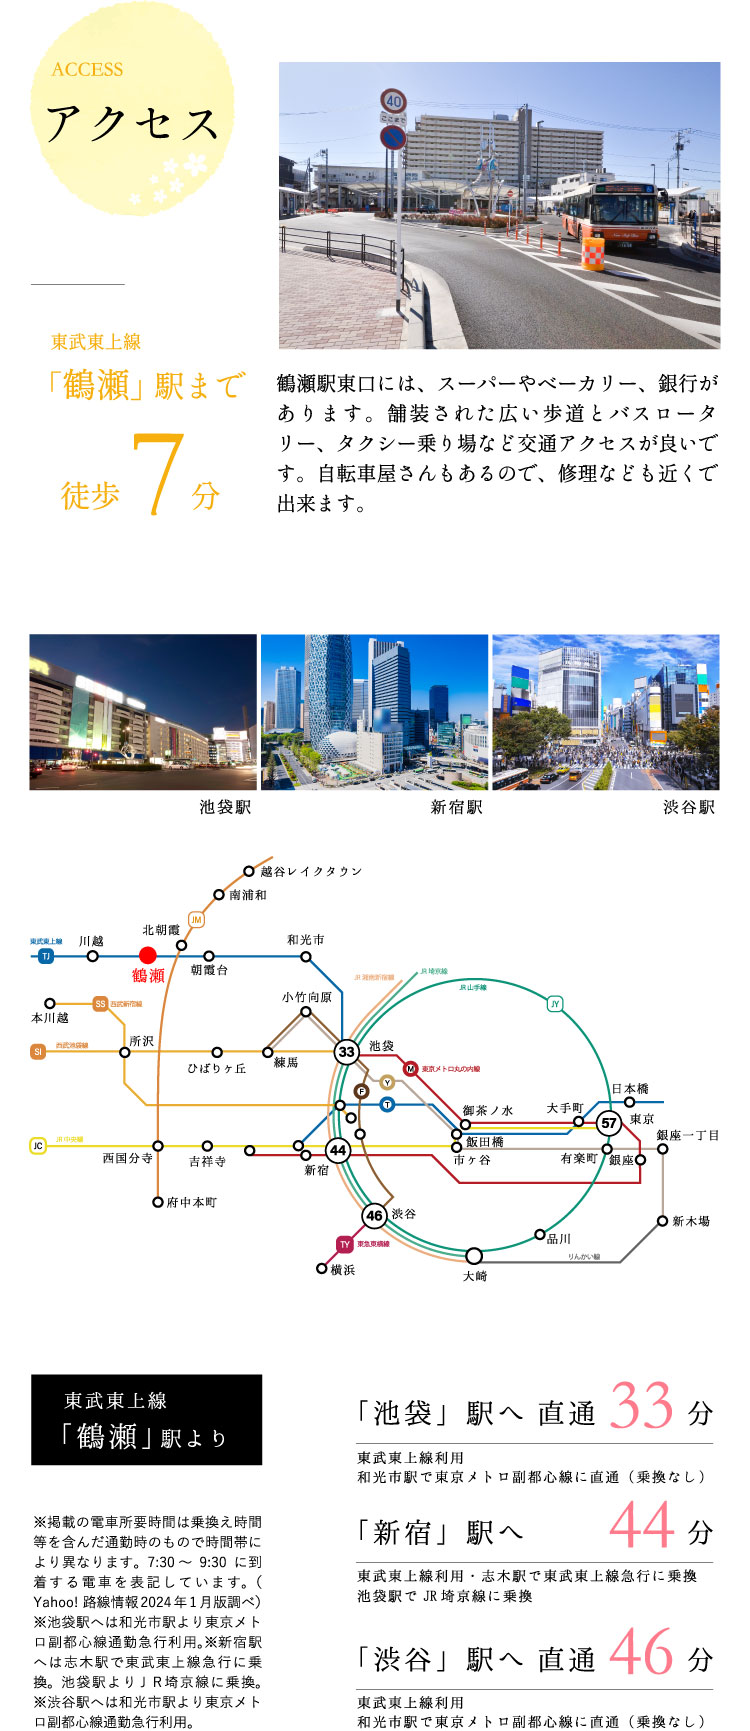 ACCESS
アクセス
40
ここまで
東武東上線
「鶴瀬」駅まで
徒歩 7 分
鶴瀬駅東口には、スーパーやベーカリー、銀行が
あります。舗装された広い歩道とバスロータ
リー、タクシー乗り場など交通アクセスが良いで
す。自転車屋さんもあるので、修理なども近くで
出来ます。
池袋駅
新宿駅
渋谷駅
越谷レイクタウン
南浦和
JM
北朝霞
東武東上線
TJ
川越
鶴瀬
朝霞台
和光市
JR 湘南新宿線
JR 埼京線
JR 山手線
JY
本川越
SS
西武新宿線
小竹向原
SI
西武池袋線
所沢
ひばりヶ丘
練馬
33
池袋
M
東京メトロ丸の内線
F
Y
T
御茶ノ水
大手町
日本橋
57
東京
JC
JR 中央線
西国分寺
吉祥寺
新宿
44
飯田橋
市ヶ谷
有楽町
銀座
銀座一丁目
府中本町
46
渋谷
新木場
TY
東急東横線
横浜
品川
りんかい線
大崎
東武東上線
「鶴瀬」駅より
※掲載の電車所要時間は乗換え時間
等を含んだ通勤時のもので時間帯に
より異なります。7:30 ～ 9:30 に到
着する電車を表記しています。（
Yahoo! 路線情報2024年1月版調べ）
※池袋駅へは和光市駅より東京メト
ロ副都心線通勤急行利用。※新宿駅
へは志木駅で東武東上線急行に乗
換。池袋駅よりＪＲ埼京線に乗換。
※渋谷駅へは和光市駅より東京メト
ロ副都心線通勤急行利用。
「池袋」駅へ 直通 33 分
東武東上線利用
和光市駅で東京メトロ副都心線に直通（乗換なし）
「新宿」駅へ 44 分
東武東上線利用・志木駅で東武東上線急行に乗換
池袋駅で JR 埼京線に乗換
「渋谷」駅へ 直通 46 分
東武東上線利用
和光市駅で東京メトロ副都心線に直通（乗換なし）